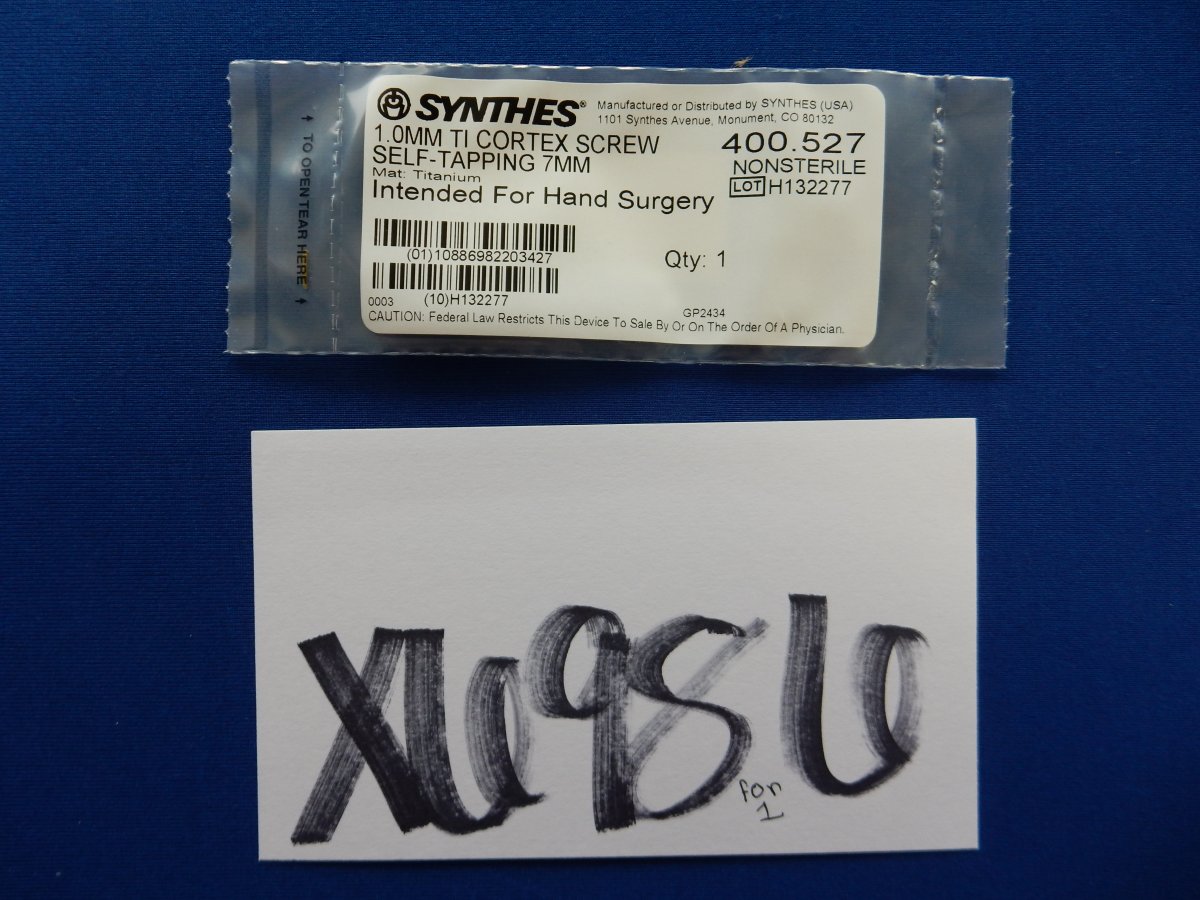 ↑ TO OPEN TEAR HERE ↑
SYNTHES® Manufactured or Distributed by SYNTHES (USA)
1101 Synthes Avenue, Monument, CO 80132
1.0MM TI CORTEX SCREW 400.527
SELF-TAPPING 7MM NONSTERILE
Mat: Titanium LOT H132277
Intended For Hand Surgery
(01)10886982203427 Qty: 1
0003 (10)H132277 GP2434
CAUTION: Federal Law Restricts This Device To Sale By Or On The Order Of A Physician.
X6986
for
1